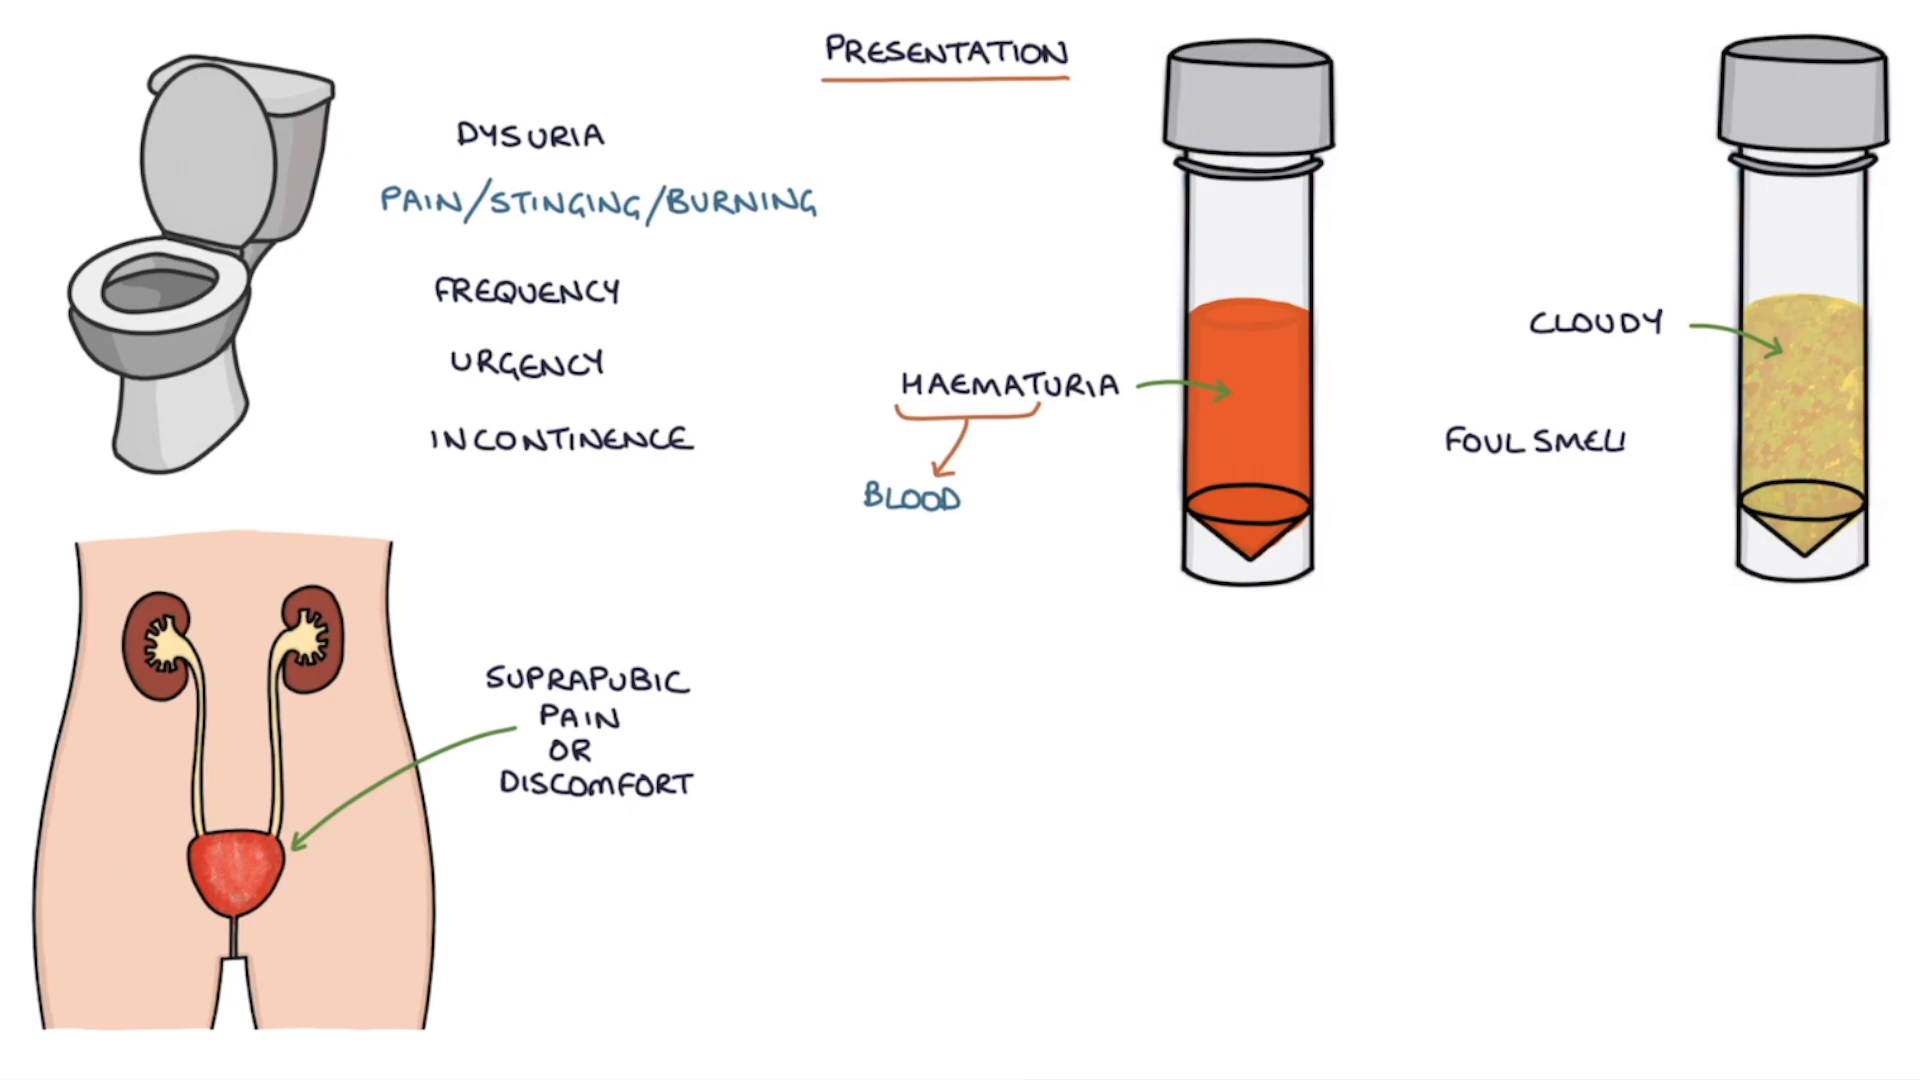 PRESENTATION
DYSURIA
PAIN/STINGING/BURNING
FREQUENCY
URGENCY
INCONTINENCE
HAEMATURIA
BLOOD
CLOUDY
FOUL SMELL
SUPRAPUBIC
PAIN
OR
DISCOMFORT